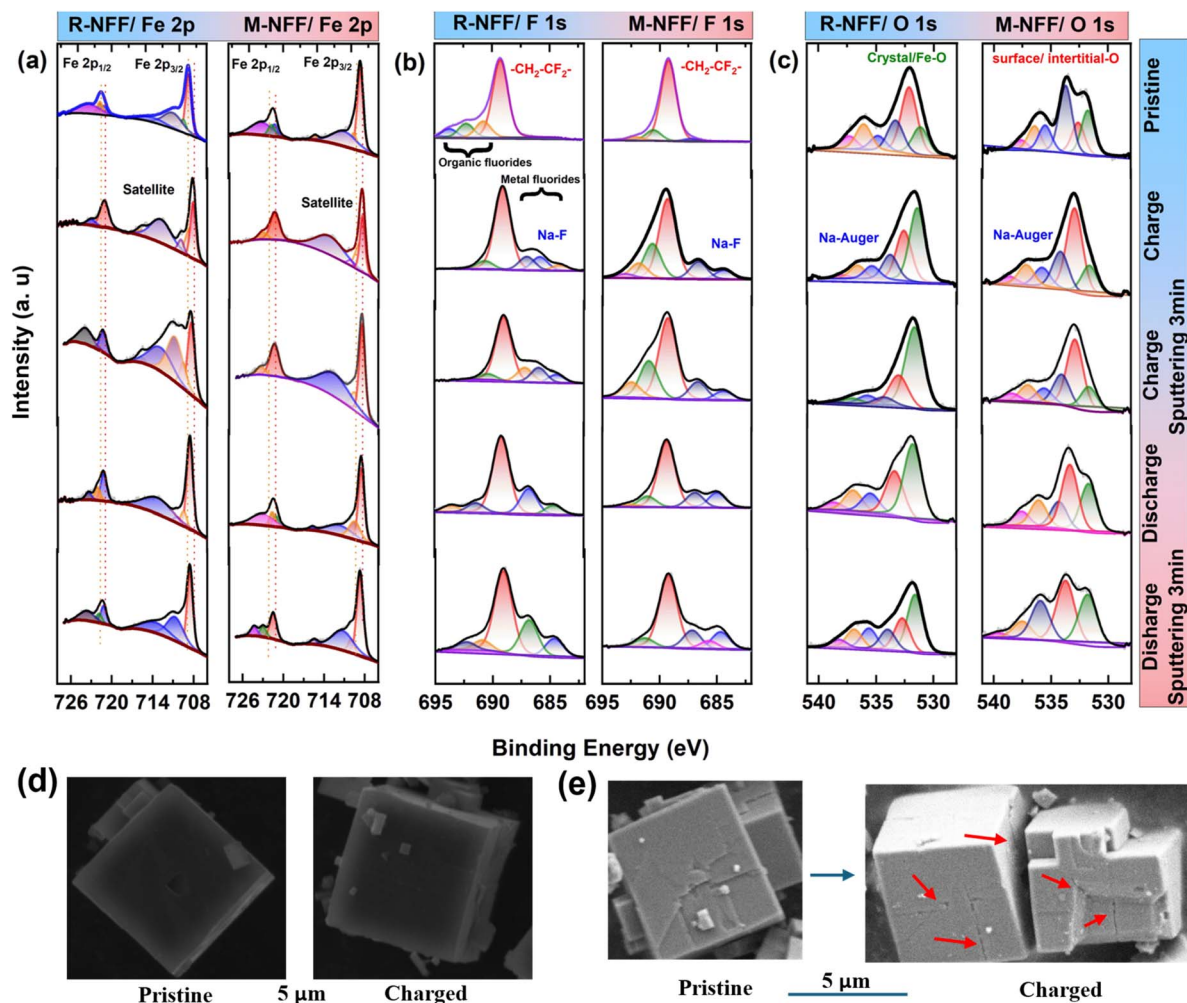 R-NFF/ Fe 2p
M-NFF/ Fe 2p
R-NFF/ F 1s
M-NFF/ F 1s
R-NFF/ O 1s
M-NFF/ O 1s
(a)
Fe 2p1/2
Fe 2p3/2
Fe 2p1/2
Fe 2p3/2
Satellite
Satellite
726
720
714
708
726
720
714
708
(b)
-CH2-CF2-
-CH2-CF2-
Organic fluorides
Metal fluorides
Na-F
Na-F
695
690
685
695
690
685
(c)
Crystal/Fe-O
surface/ intertitial-O
Na-Auger
Na-Auger
540
535
530
540
535
530
Pristine
Charge
Charge
Sputtering 3min
Discharge
Disharge
Sputtering 3min
Intensity (a. u)
Binding Energy (eV)
(d)
Pristine
5 µm
Charged
(e)
Pristine
5 µm
Charged